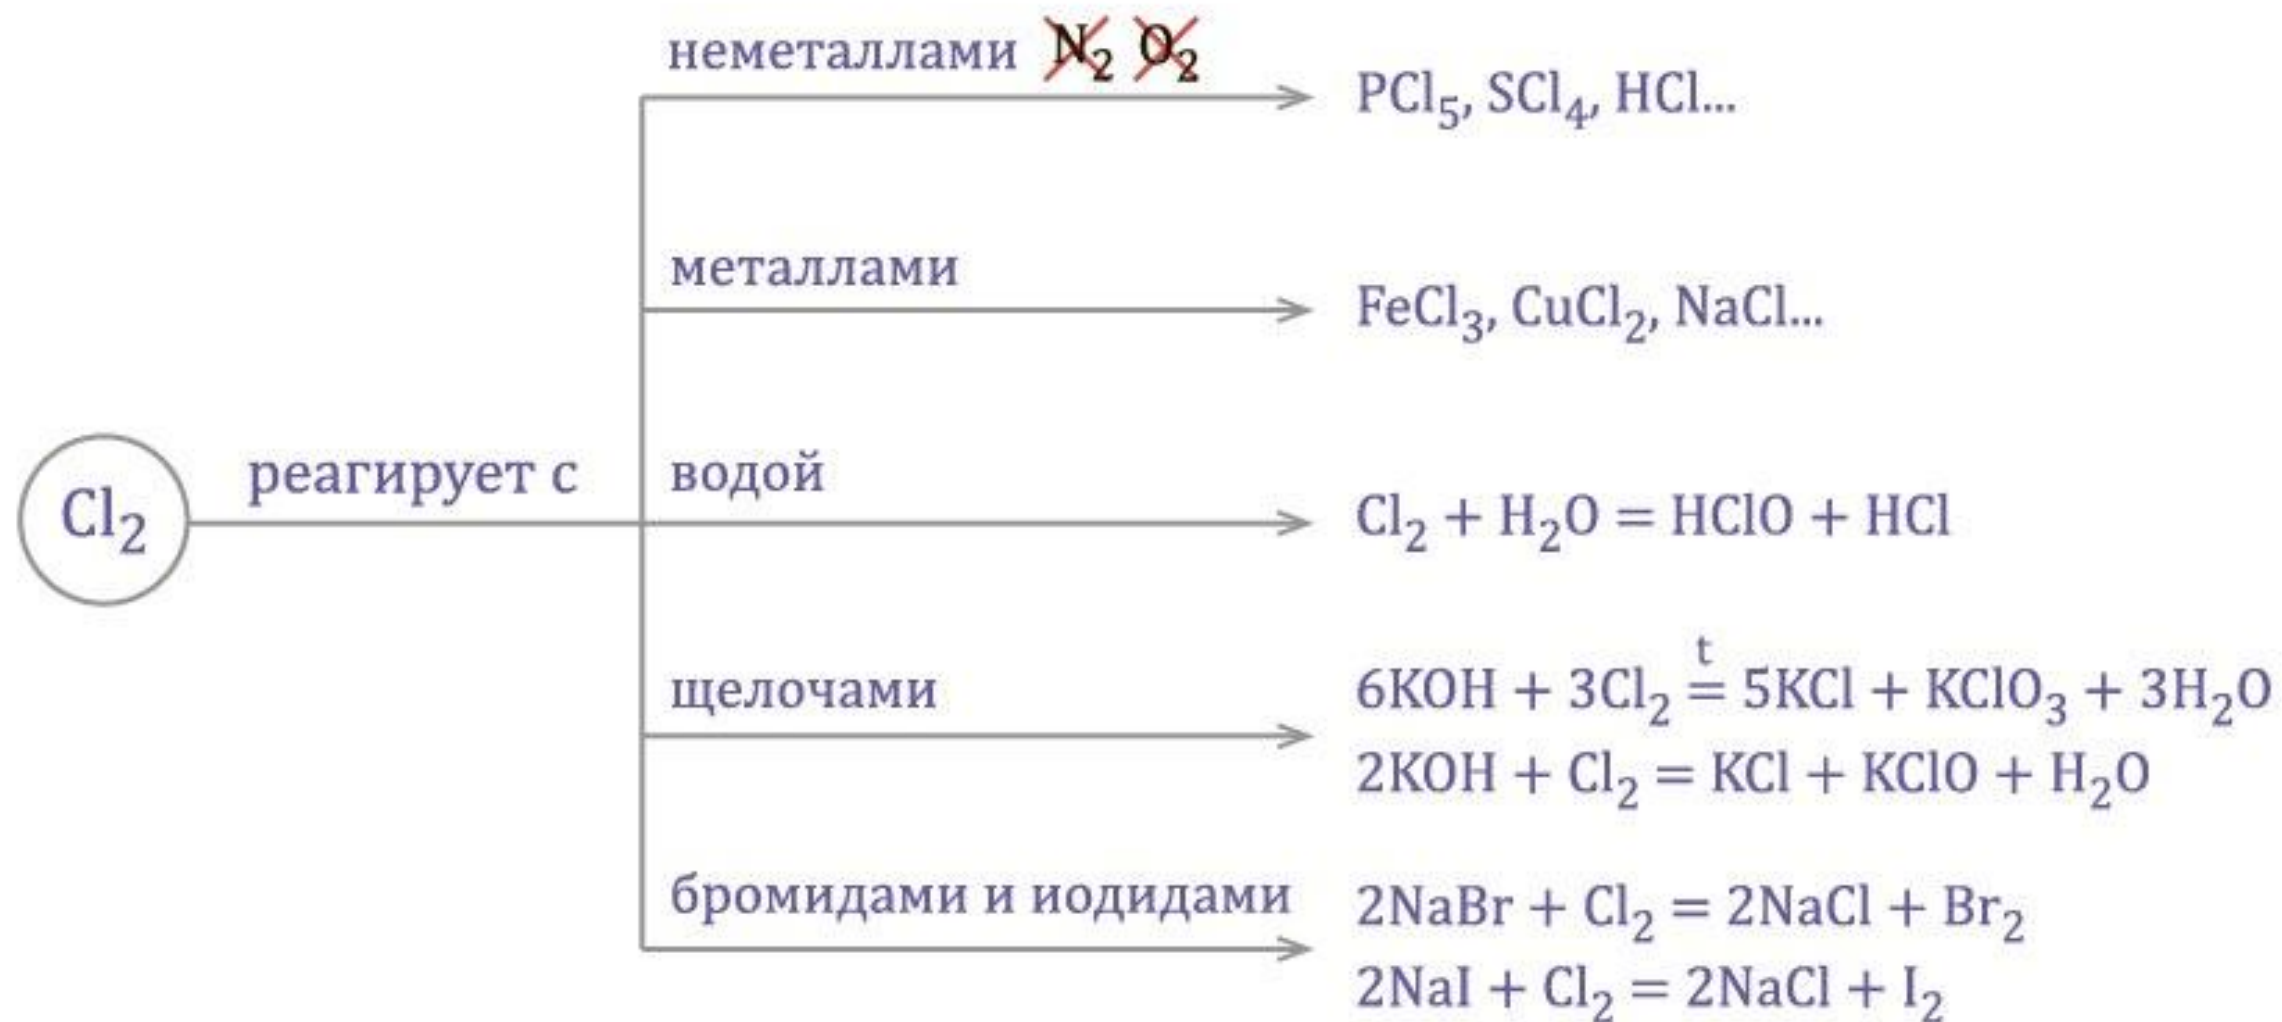 неметаллами N₂ O₂
PCl₅, SCl₄, HCl...
металлами
FeCl₃, CuCl₂, NaCl...
Cl₂
реагирует с
водой
Cl₂ + H₂O = HClO + HCl
щелочами
t
6KOH + 3Cl₂ = 5KCl + KClO₃ + 3H₂O
2KOH + Cl₂ = KCl + KClO + H₂O
бромидами и иодидами
2NaBr + Cl₂ = 2NaCl + Br₂
2NaI + Cl₂ = 2NaCl + I₂